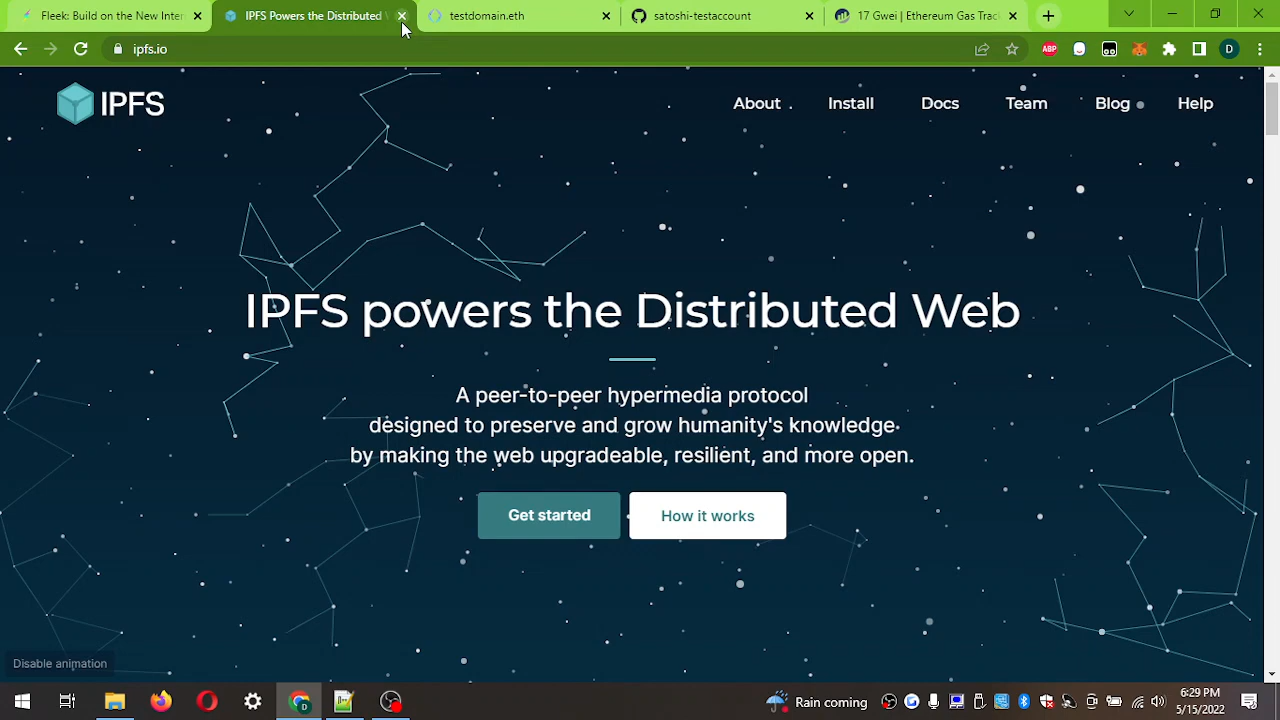 Fleek: Build on the New Inter
IPFS Powers the Distributed W
testdomain.eth
satoshi-testaccount
17 Gwei | Ethereum Gas Trac
ipfs.io
ABP
D
IPFS
About
Install
Docs
Team
Blog
Help
IPFS powers the Distributed Web
A peer-to-peer hypermedia protocol
designed to preserve and grow humanity's knowledge
by making the web upgradeable, resilient, and more open.
Get started
How it works
Disable animation
D
Rain coming
6:29 PM
5/15/2022